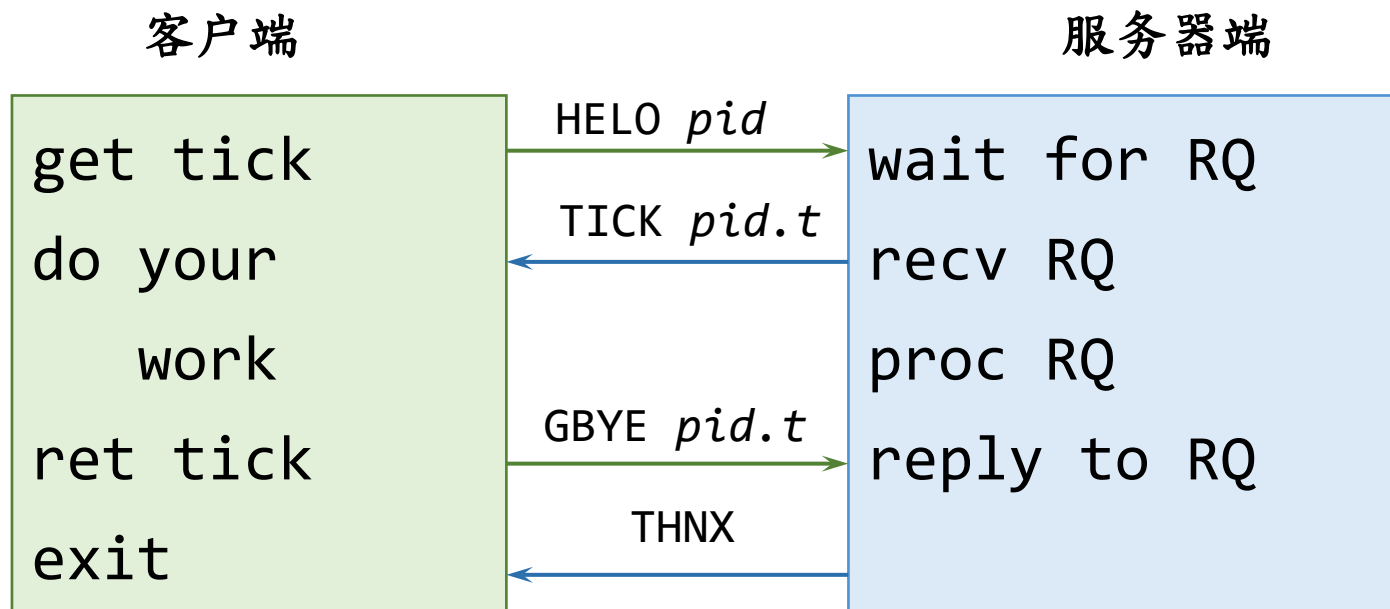 客户端
服务器端
get tick
do your
work
ret tick
exit
HELO pid
TICK pid.t
GBYE pid.t
THNX
wait for RQ
recv RQ
proc RQ
reply to RQ